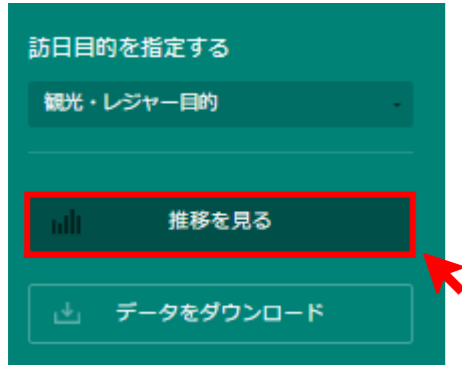 訪日目的を指定する
観光・レジャー目的
推移を見る
データをダウンロード